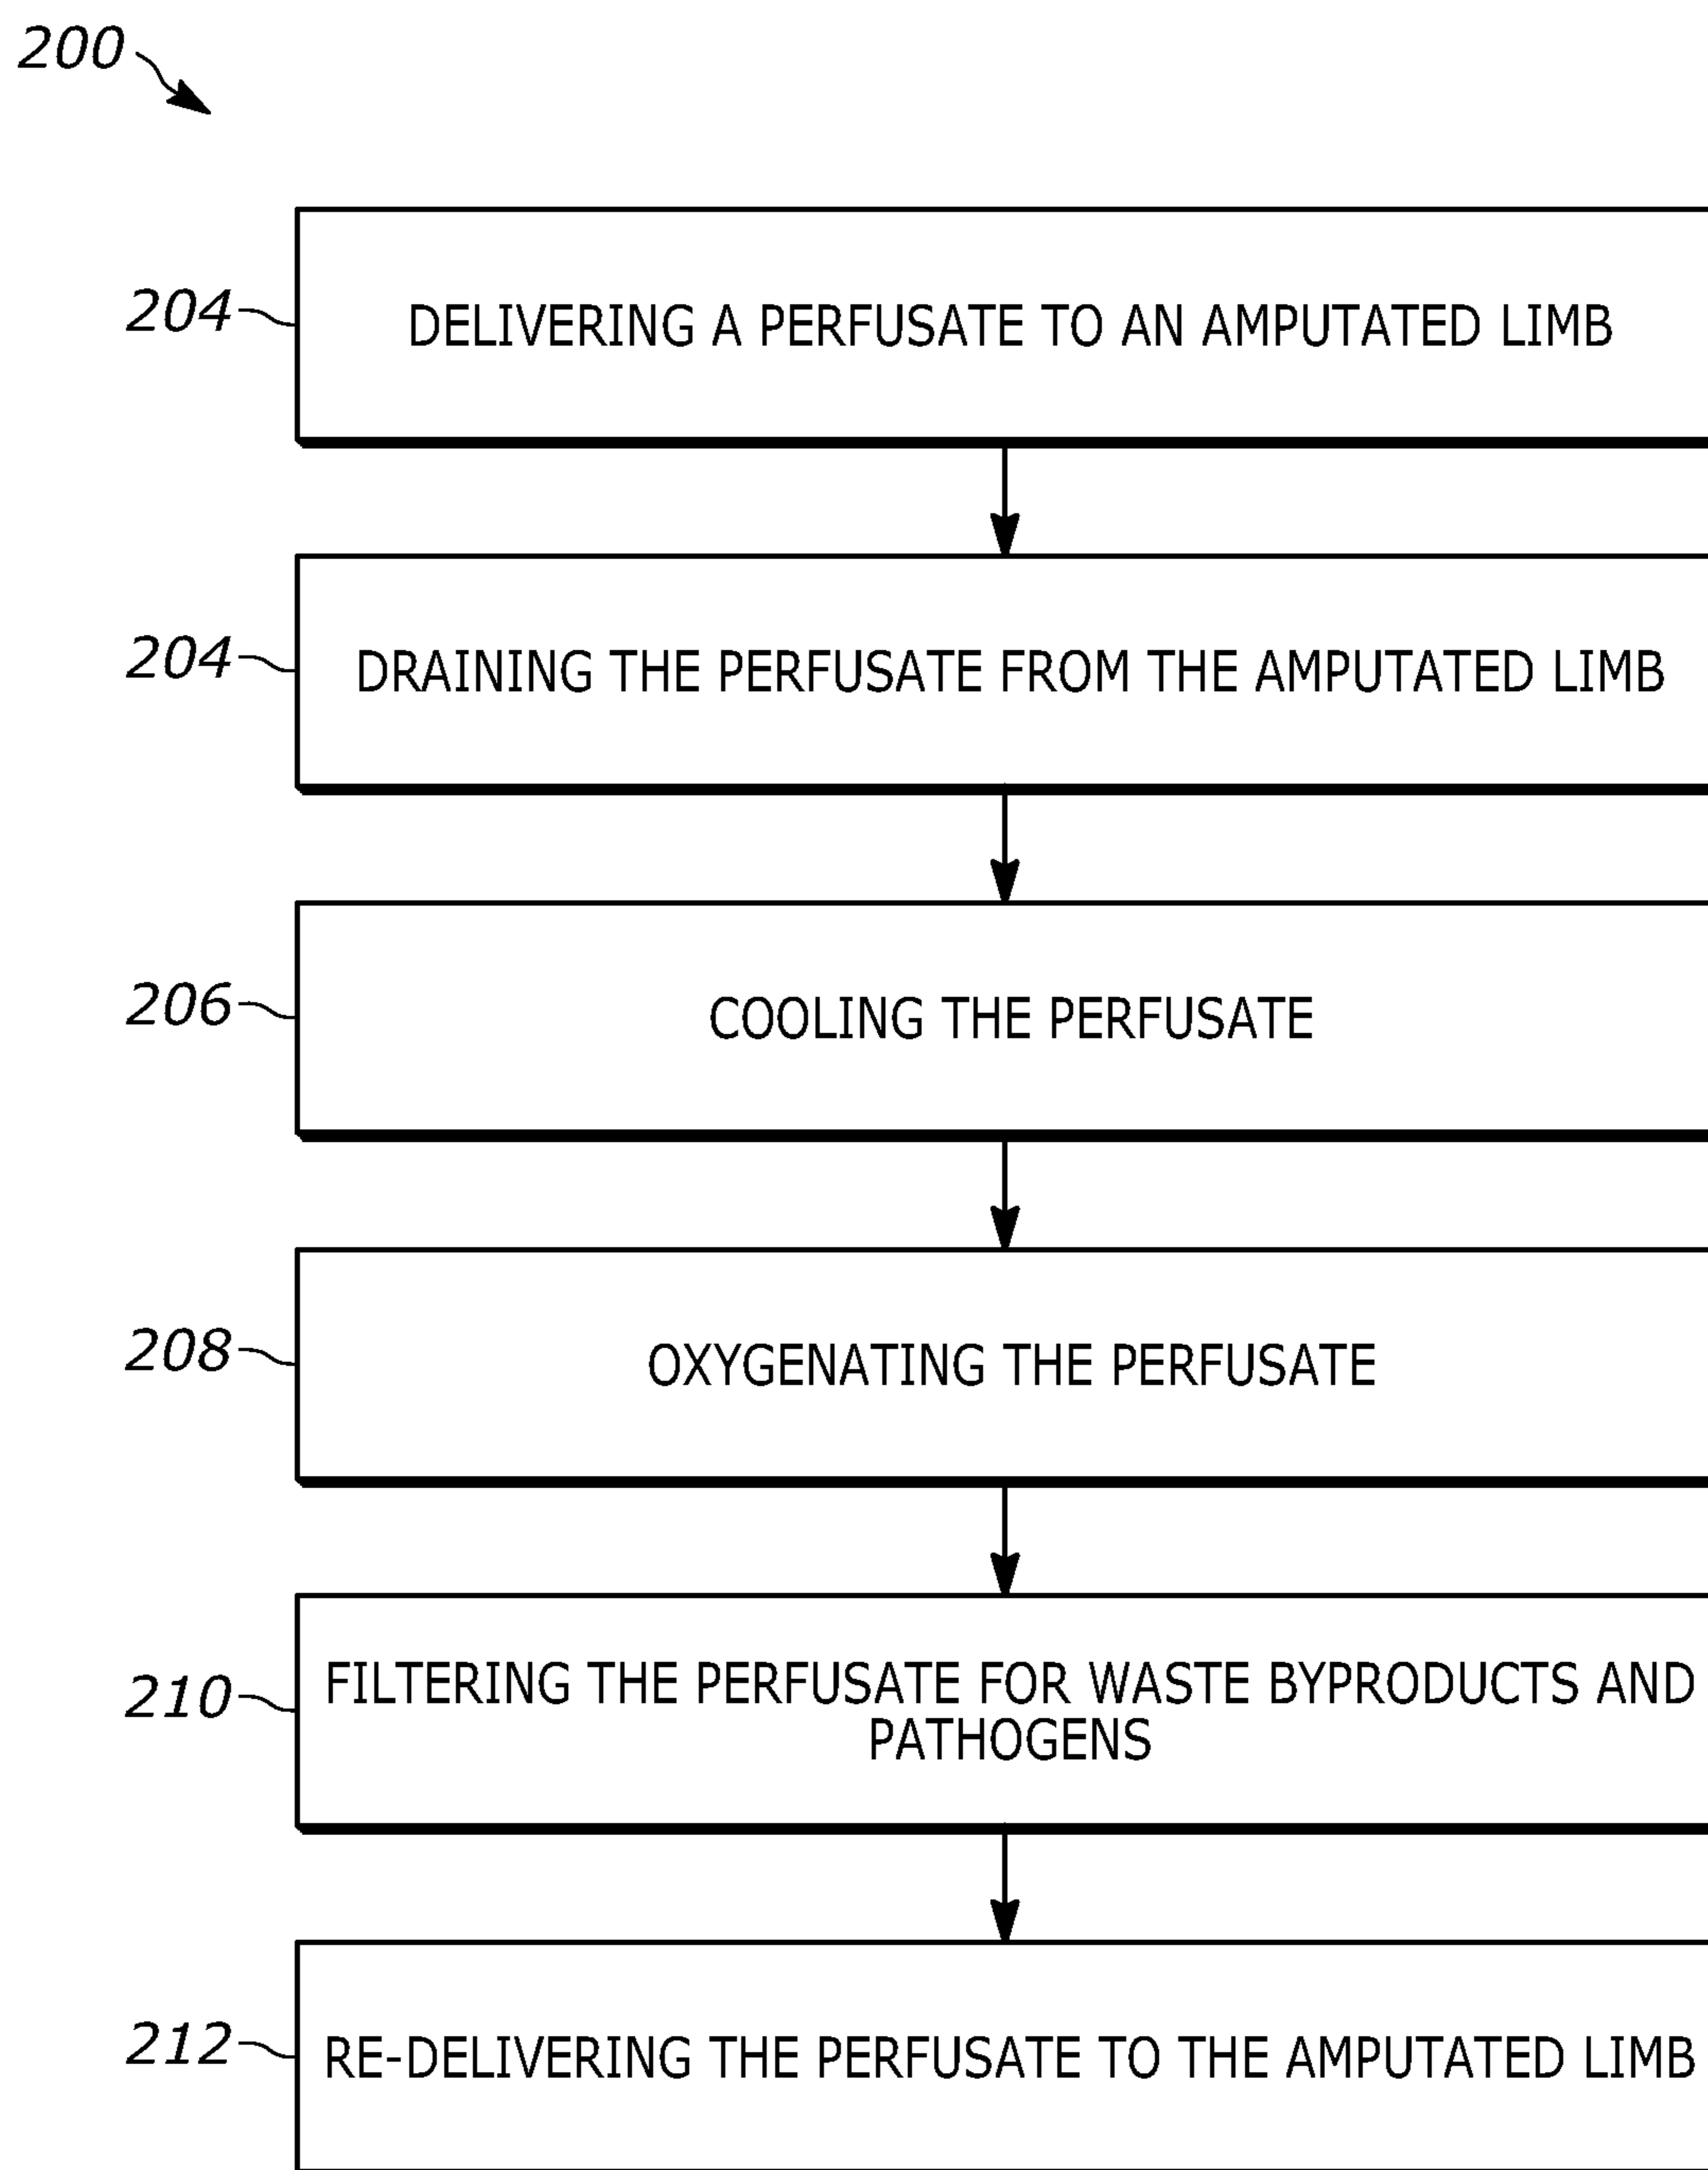 200
204 DELIVERING A PERFUSATE TO AN AMPUTATED LIMB
204 DRAINING THE PERFUSATE FROM THE AMPUTATED LIMB
206 COOLING THE PERFUSATE
208 OXYGENATING THE PERFUSATE
210 FILTERING THE PERFUSATE FOR WASTE BYPRODUCTS AND
PATHOGENS
212 RE-DELIVERING THE PERFUSATE TO THE AMPUTATED LIMB